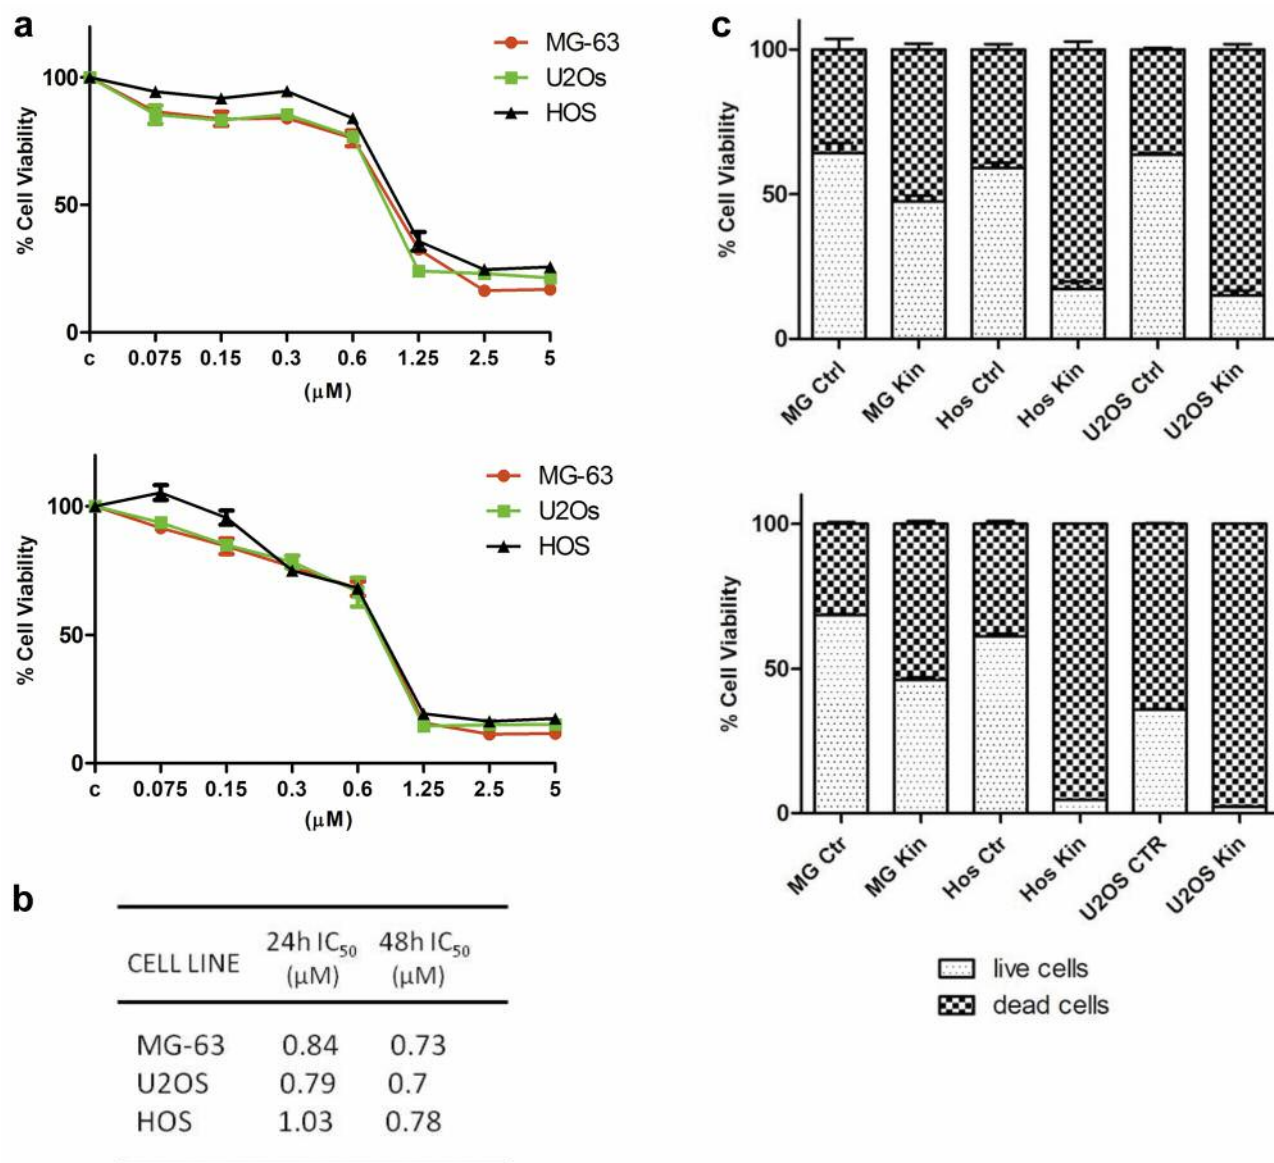 a
% Cell Viability
100
50
0
MG-63
U2Os
HOS
c 0.075 0.15 0.3 0.6 1.25 2.5 5
(µM)
% Cell Viability
100
50
0
MG-63
U2Os
HOS
c 0.075 0.15 0.3 0.6 1.25 2.5 5
(µM)
b
CELL LINE 24h IC50 (µM) 48h IC50 (µM)
MG-63 0.84 0.73
U2OS 0.79 0.7
HOS 1.03 0.78
c
% Cell Viability
100
50
0
MG Ctrl
MG Kin
Hos Ctrl
Hos Kin
U2OS Ctrl
U2OS Kin
% Cell Viability
100
50
0
MG Ctr
MG Kin
Hos Ctr
Hos Kin
U2OS CTR
U2OS Kin
live cells
dead cells